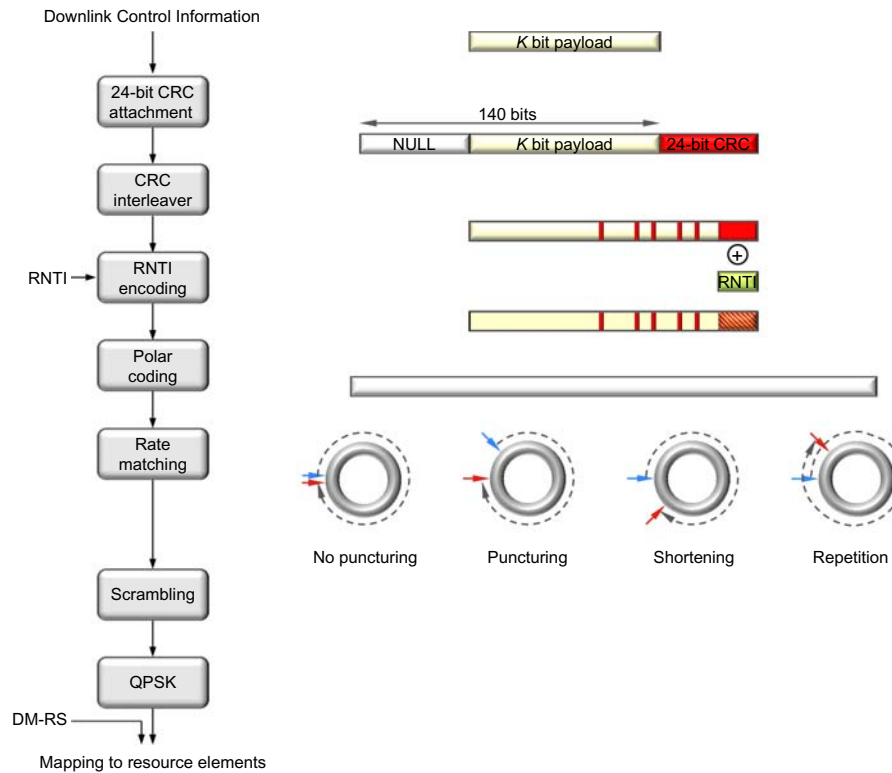 Downlink Control Information
K bit payload
24-bit CRC
attachment
140 bits
NULL
K bit payload
24-bit CRC
CRC
interleaver
RNTI
RNTI
encoding
RNTI
Polar
coding
Rate
matching
No puncturing
Puncturing
Shortening
Repetition
Scrambling
QPSK
DM-RS
Mapping to resource elements